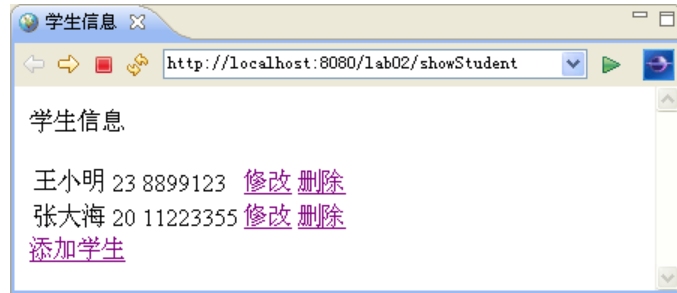 学生信息
http://localhost:8080/lab02/showStudent
学生信息
王小明 23 8899123 修改 删除
张大海 20 11223355 修改 删除
添加学生